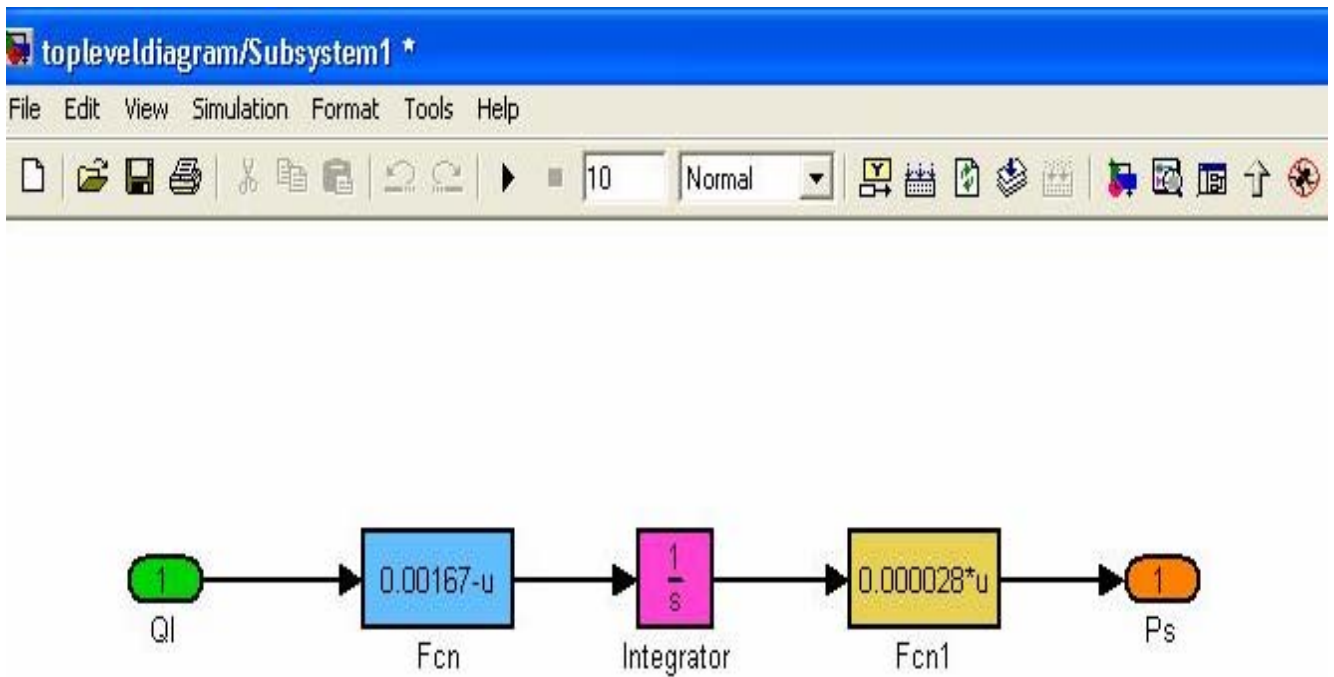 topleveldiagram/Subsystem1 *
File Edit View Simulation Format Tools Help
10 Normal
1 0.00167-u 1/s 0.000028*u 1
Ql Fcn Integrator Fcn1 Ps